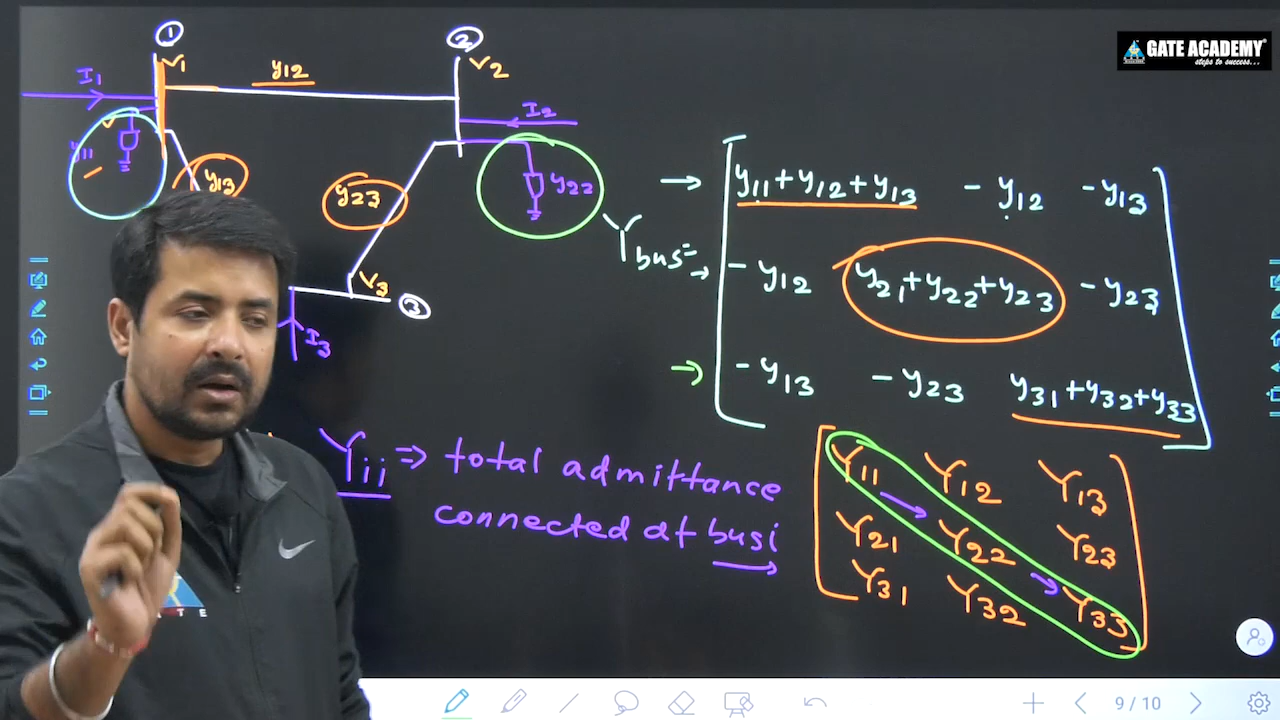 GATE ACADEMY
steps to success...
1
2
V1
y12
V2
I1
I2
y11
y13
y23
y22
V3
3
I3
Ybus=
y11+y12+y13 -y12 -y13
-y12 y21+y22+y23 -y23
-y13 -y23 y31+y32+y33
Yii ⇒ total admittance
connected at bus i
Y11 Y12 Y13
Y21 Y22 Y23
Y31 Y32 Y33
9 / 10